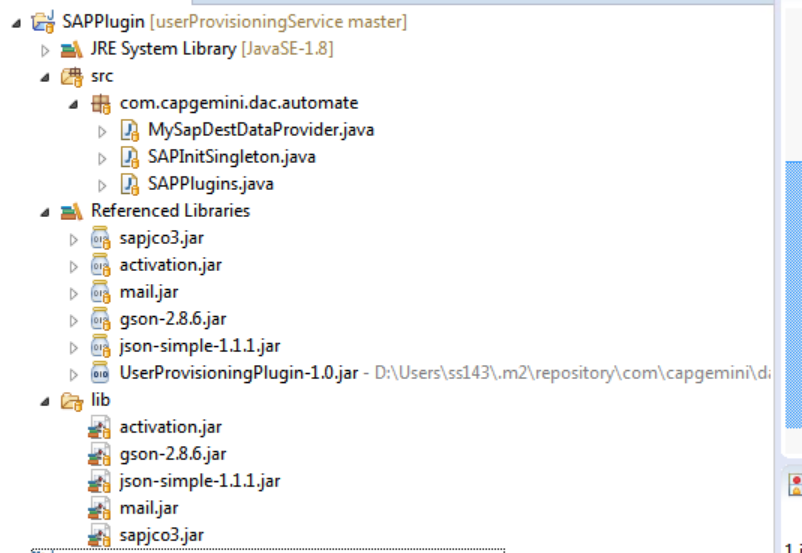 SAPPlugin [userProvisioningService master]
JRE System Library [JavaSE-1.8]
src
com.capgemini.dac.automate
MySapDestDataProvider.java
SAPInitSingleton.java
SAPPlugins.java
Referenced Libraries
sapjco3.jar
activation.jar
mail.jar
gson-2.8.6.jar
json-simple-1.1.1.jar
UserProvisioningPlugin-1.0.jar - D:\Users\ss143\.m2\repository\com\capgemini\da
lib
activation.jar
gson-2.8.6.jar
json-simple-1.1.1.jar
mail.jar
sapjco3.jar